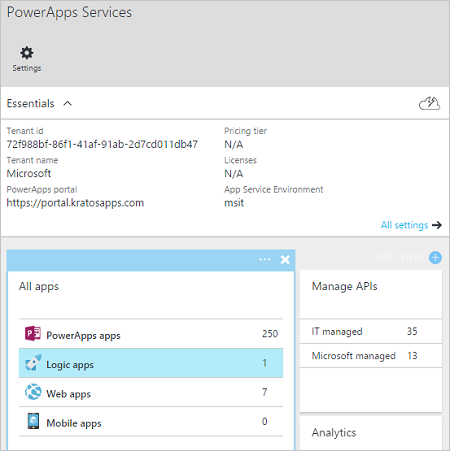 PowerApps Services
Settings
Essentials
Tenant id
72f988bf-86f1-41af-91ab-2d7cd011db47
Tenant name
Microsoft
PowerApps portal
https://portal.kratosapps.com
Pricing tier
N/A
Licenses
N/A
App Service Environment
msit
All settings
ADD TILES
All apps
PowerApps apps 250
Logic apps 1
Web apps 7
Mobile apps 0
Manage APIs
IT managed 35
Microsoft managed 13
Analytics